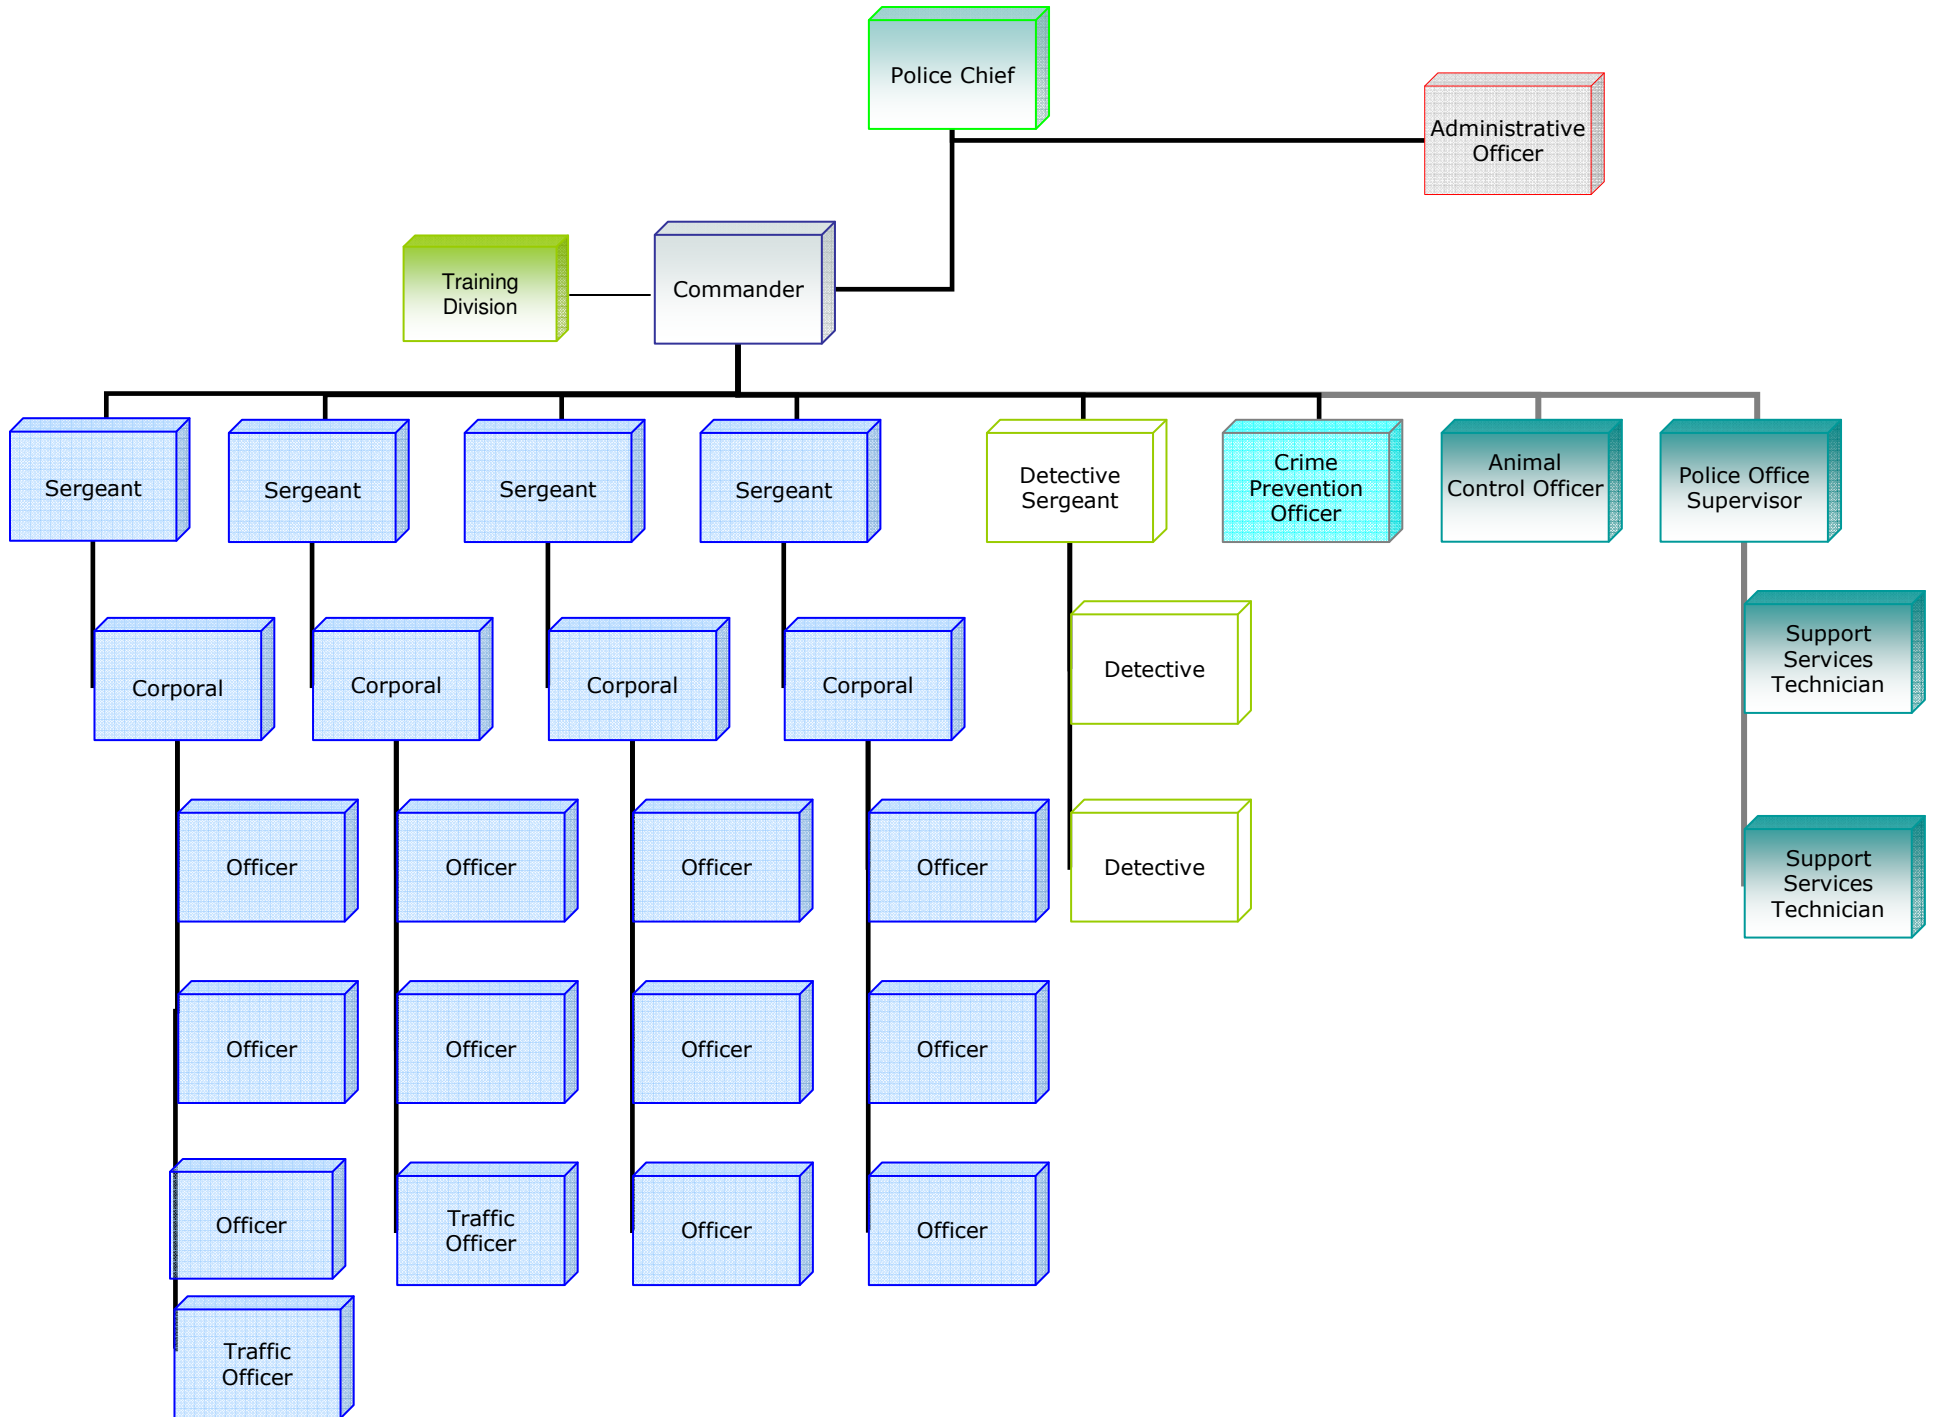 Police Chief
Administrative
Officer
Training
Division
Commander
Sergeant
Sergeant
Sergeant
Sergeant
Detective
Sergeant
Crime
Prevention
Officer
Animal
Control Officer
Police Office
Supervisor
Corporal
Corporal
Corporal
Corporal
Detective
Support
Services
Technician
Officer
Officer
Officer
Officer
Detective
Support
Services
Technician
Officer
Officer
Officer
Officer
Officer
Traffic
Officer
Officer
Officer
Traffic
Officer